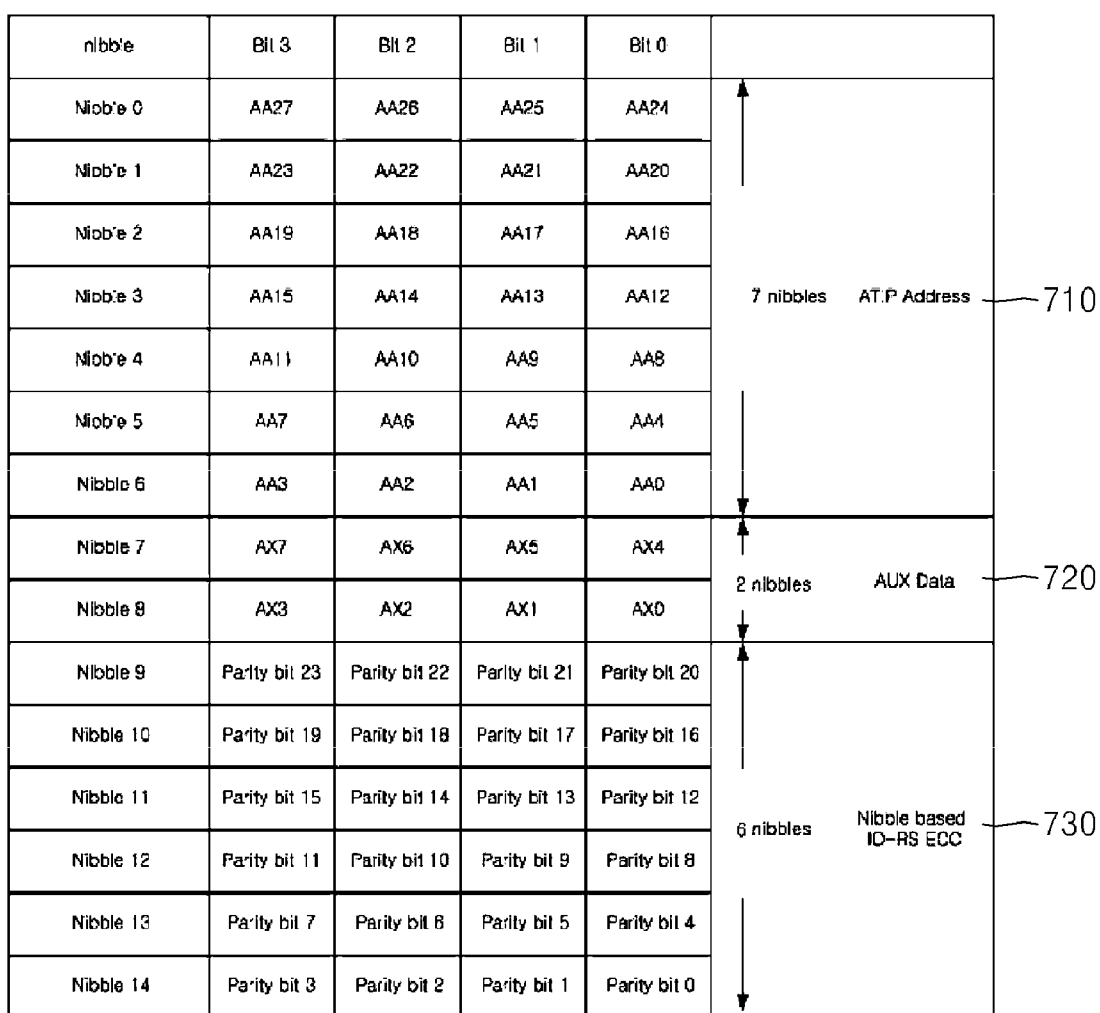 nibble Bit 3 Bit 2 Bit 1 Bit 0
Nibble 0 AA27 AA26 AA25 AA24
Nibble 1 AA23 AA22 AA21 AA20
Nibble 2 AA19 AA18 AA17 AA16
Nibble 3 AA15 AA14 AA13 AA12 7 nibbles ATIP Address 710
Nibble 4 AA11 AA10 AA9 AA8
Nibble 5 AA7 AA6 AA5 AA4
Nibble 6 AA3 AA2 AA1 AA0
Nibble 7 AX7 AX6 AX5 AX4
2 nibbles AUX Data 720
Nibble 8 AX3 AX2 AX1 AX0
Nibble 9 Parity bit 23 Parity bit 22 Parity bit 21 Parity bit 20
Nibble 10 Parity bit 19 Parity bit 18 Parity bit 17 Parity bit 16
Nibble 11 Parity bit 15 Parity bit 14 Parity bit 13 Parity bit 12
6 nibbles Nibble based 730
ID-RS ECC
Nibble 12 Parity bit 11 Parity bit 10 Parity bit 9 Parity bit 8
Nibble 13 Parity bit 7 Parity bit 6 Parity bit 5 Parity bit 4
Nibble 14 Parity bit 3 Parity bit 2 Parity bit 1 Parity bit 0